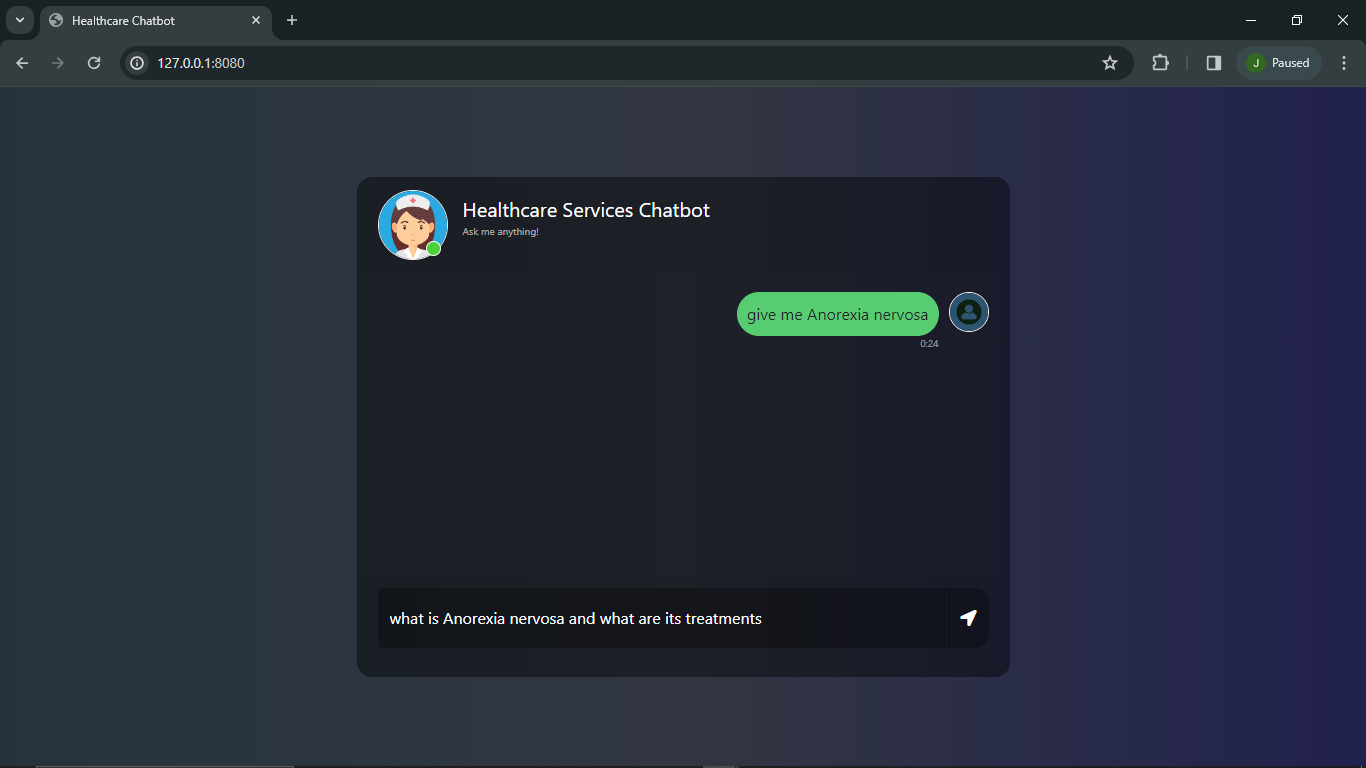 Healthcare Chatbot
127.0.0.1:8080
J Paused
Healthcare Services Chatbot
Ask me anything!
give me Anorexia nervosa
0:24
what is Anorexia nervosa and what are its treatments